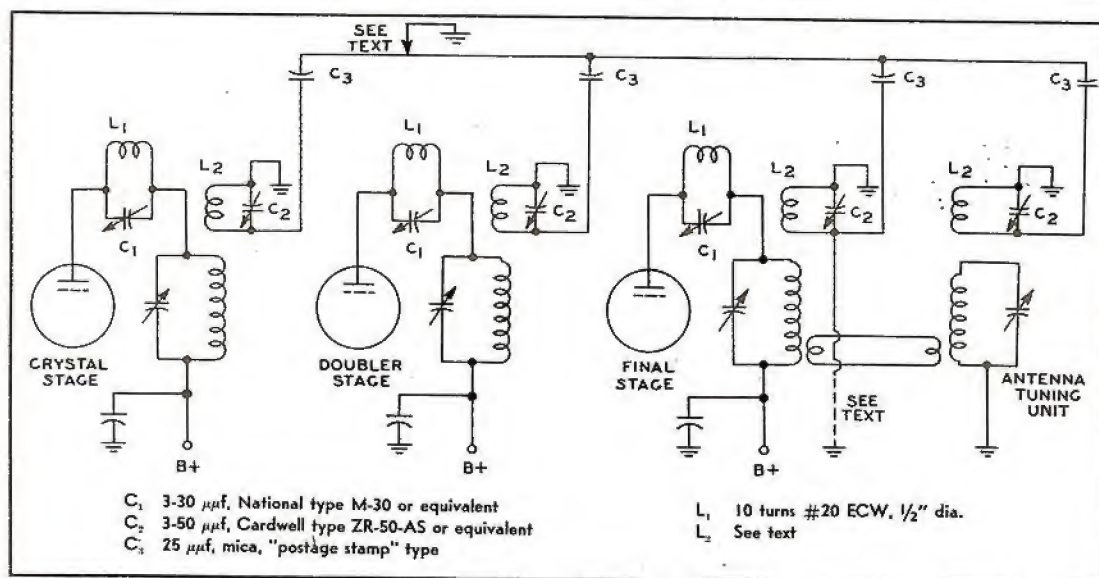 SEE
TEXT
C3
C3
C3
C3
L1
L1
L1
L2
L2
L2
L2
C2
C2
C2
C2
C1
C1
C1
CRYSTAL
STAGE
DOUBLER
STAGE
FINAL
STAGE
SEE
TEXT
ANTENNA
TUNING
UNIT
B+
B+
B+
C₁ 3-30 μμf, National type M-30 or equivalent
C₂ 3-50 μμf, Cardwell type ZR-50-AS or equivalent
C₃ 25 μμf, mica, "postage stamp" type
L₁ 10 turns #20 ECW, 1/2" dia.
L₂ See text